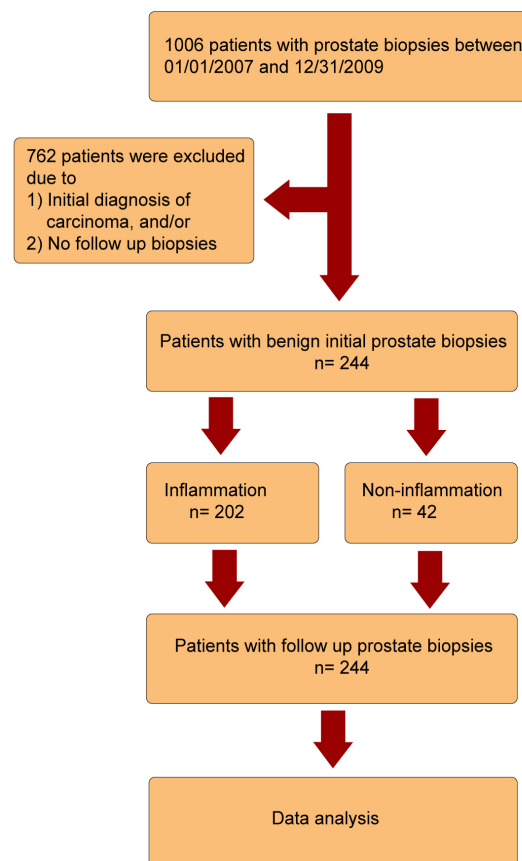 1006 patients with prostate biopsies between
01/01/2007 and 12/31/2009
762 patients were excluded
due to
1) Initial diagnosis of
carcinoma, and/or
2) No follow up biopsies
Patients with benign initial prostate biopsies
n= 244
Inflammation
n= 202
Non-inflammation
n= 42
Patients with follow up prostate biopsies
n= 244
Data analysis